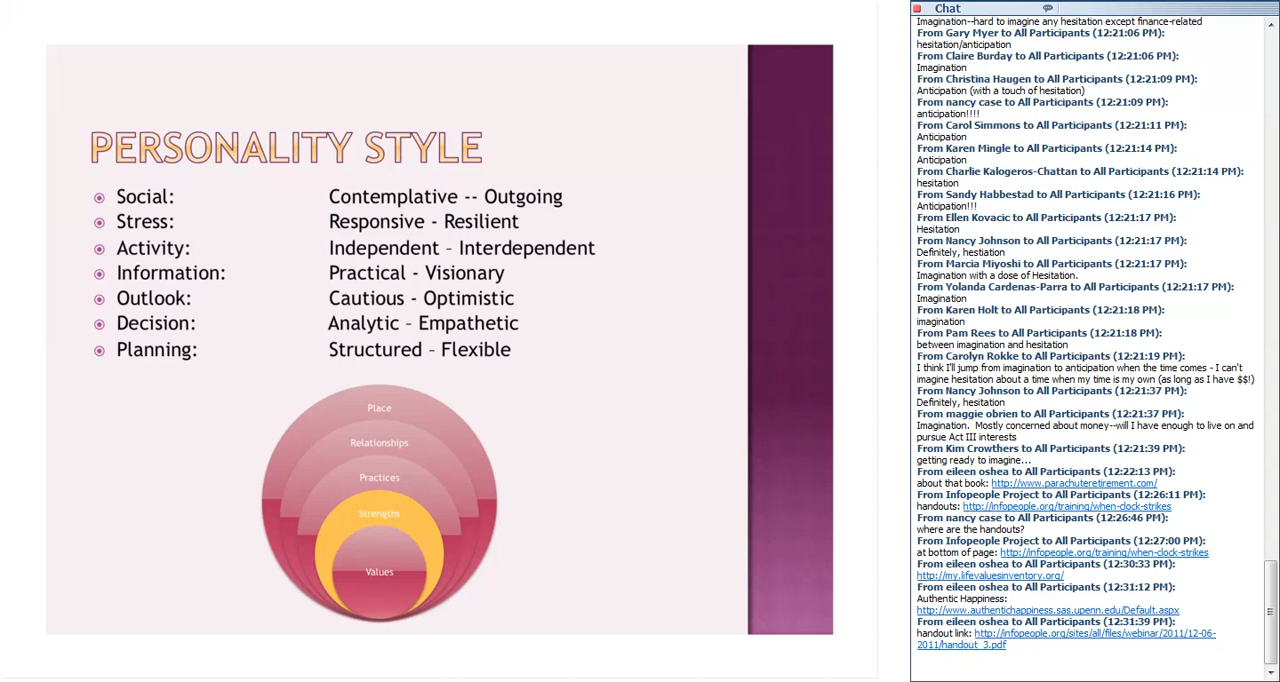 PERSONALITY STYLE
Social: Contemplative -- Outgoing
Stress: Responsive - Resilient
Activity: Independent – Interdependent
Information: Practical - Visionary
Outlook: Cautious - Optimistic
Decision: Analytic – Empathetic
Planning: Structured – Flexible
Place
Relationships
Practices
Strengths
Values
Chat
Imagination--hard to imagine any hesitation except finance-related
From Gary Myer to All Participants (12:21:06 PM):
hesitation/anticipation
From Claire Burday to All Participants (12:21:06 PM):
Imagination
From Christina Haugen to All Participants (12:21:09 PM):
Anticipation (with a touch of hesitation)
From nancy case to All Participants (12:21:09 PM):
anticipation!!!!
From Carol Simmons to All Participants (12:21:11 PM):
Anticipation
From Karen Mingle to All Participants (12:21:14 PM):
Anticipation
From Charlie Kalogeros-Chattan to All Participants (12:21:14 PM):
hesitation
From Sandy Habbestad to All Participants (12:21:16 PM):
Anticipation!!!
From Ellen Kovacic to All Participants (12:21:17 PM):
Hesitation
From Nancy Johnson to All Participants (12:21:17 PM):
Definitely, hestiation
From Marcia Miyoshi to All Participants (12:21:17 PM):
Imagination with a dose of Hesitation.
From Yolanda Cardenas-Parra to All Participants (12:21:17 PM):
Imagination
From Karen Holt to All Participants (12:21:18 PM):
imagination
From Pam Rees to All Participants (12:21:18 PM):
between imagination and hesitation
From Carolyn Rokke to All Participants (12:21:19 PM):
I think I'll jump from imagination to anticipation when the time comes - I can't
imagine hesitation about a time when my time is my own (as long as I have $$!)
From Nancy Johnson to All Participants (12:21:37 PM):
Definitely, hesitation
From maggie obrien to All Participants (12:21:37 PM):
Imagination. Mostly concerned about money--will I have enough to live on and
pursue Act III interests
From Kim Crowthers to All Participants (12:21:39 PM):
getting ready to imagine...
From eileen oshea to All Participants (12:22:13 PM):
about that book: http://www.parachuteretirement.com/
From Infopeople Project to All Participants (12:26:11 PM):
handouts: http://infopeople.org/training/when-clock-strikes
From nancy case to All Participants (12:26:46 PM):
where are the handouts?
From Infopeople Project to All Participants (12:27:00 PM):
at bottom of page: http://infopeople.org/training/when-clock-strikes
From eileen oshea to All Participants (12:30:33 PM):
http://my.lifevaluesinventory.org/
From eileen oshea to All Participants (12:31:12 PM):
Authentic Happiness:
http://www.authentichappiness.sas.upenn.edu/Default.aspx
From eileen oshea to All Participants (12:31:39 PM):
handout link: http://infopeople.org/sites/all/files/webinar/2011/12-06-
2011/handout_3.pdf